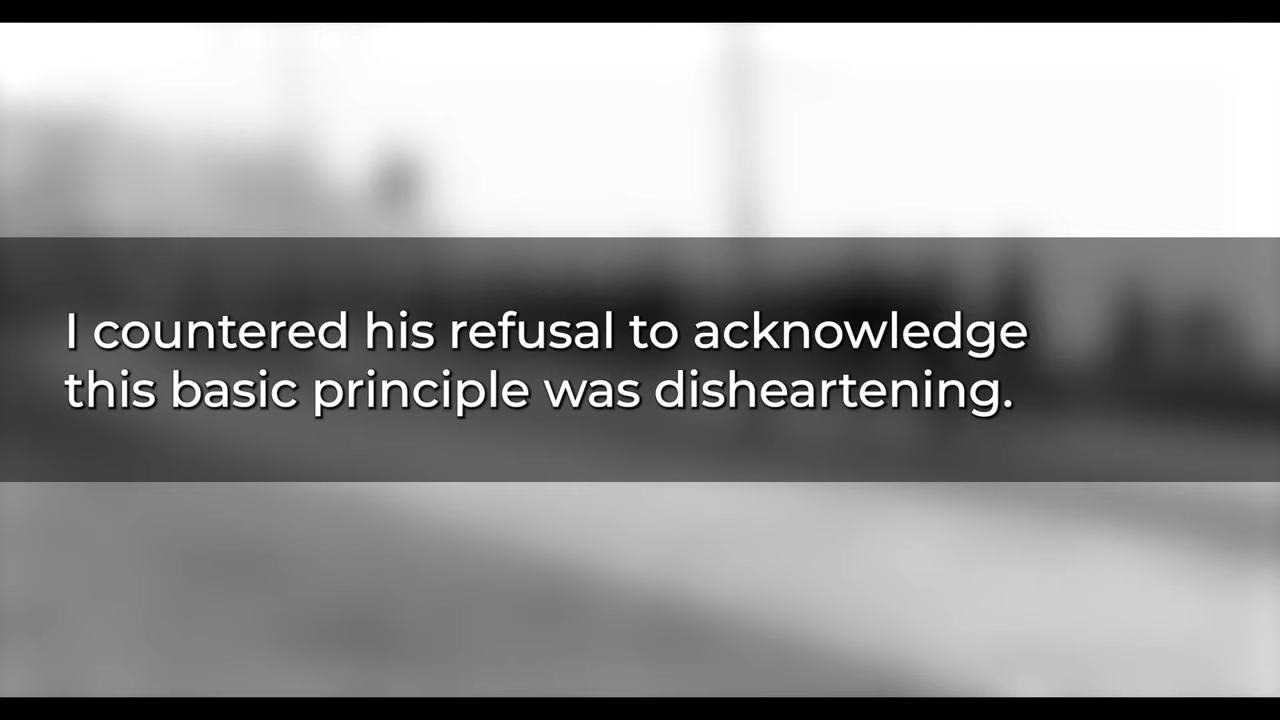 I countered his refusal to acknowledge
this basic principle was disheartening.